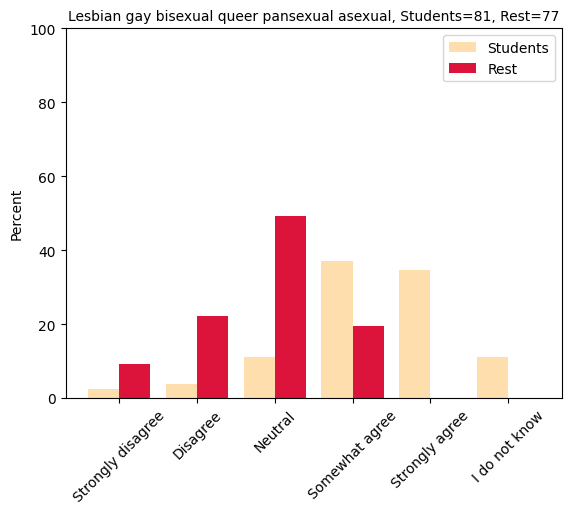 Lesbian gay bisexual queer pansexual asexual, Students=81, Rest=77
100
80
60
40
20
0
Percent
Students
Rest
Strongly disagree
Disagree
Neutral
Somewhat agree
Strongly agree
I do not know